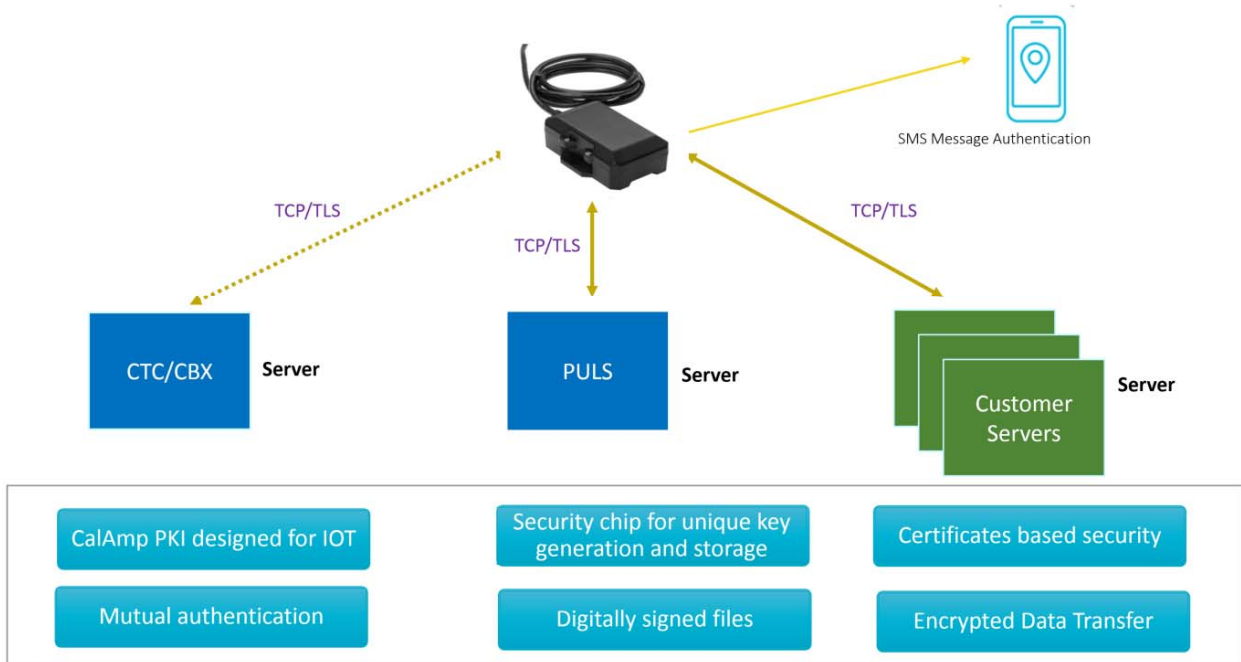 SMS Message Authentication
TCP/TLS
TCP/TLS
TCP/TLS
CTC/CBX
Server
PULS
Server
Customer
Servers
Server
CalAmp PKI designed for IOT
Security chip for unique key
generation and storage
Certificates based security
Mutual authentication
Digitally signed files
Encrypted Data Transfer